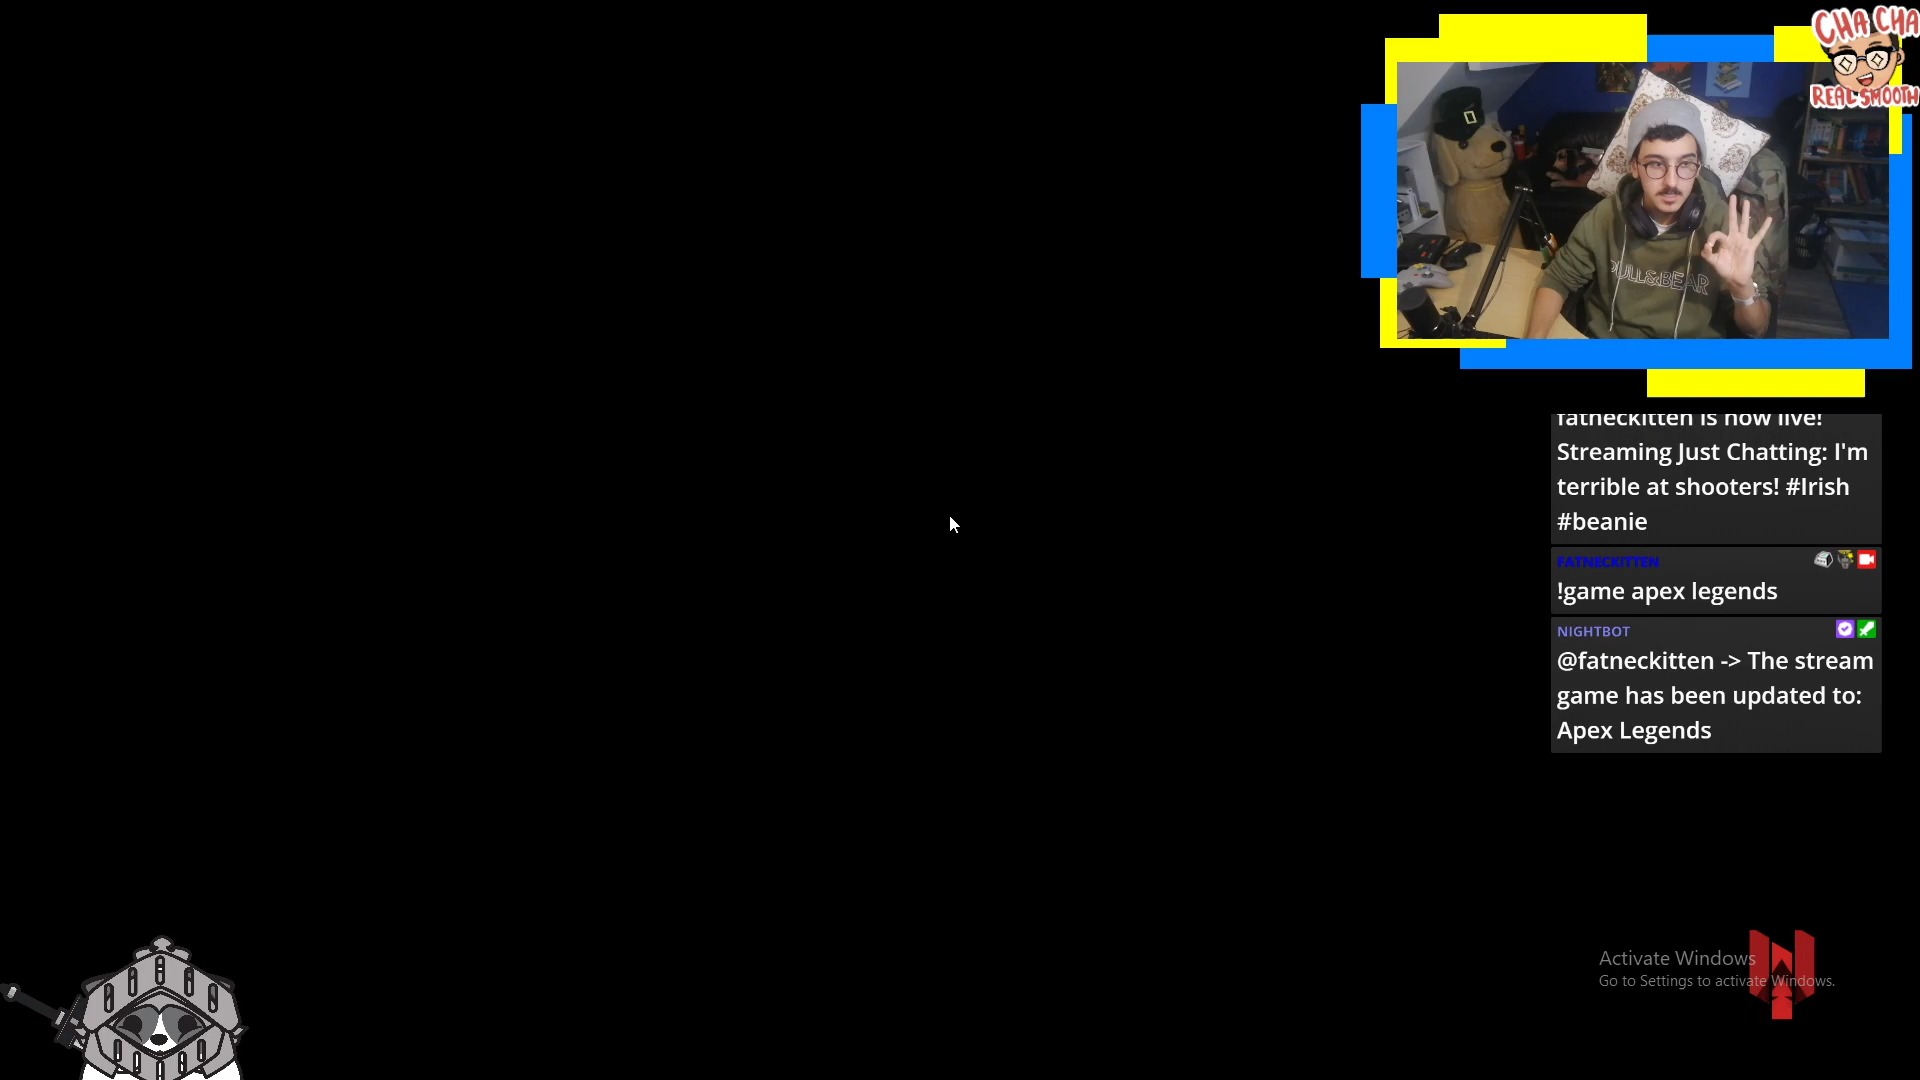 CHA CHA
REAL SMOOTH
PULL&BEAR
fatneckitten is now live!
Streaming Just Chatting: I'm
terrible at shooters! #Irish
#beanie
FATNECKITTEN
!game apex legends
NIGHTBOT
@fatneckitten -> The stream
game has been updated to:
Apex Legends
Activate Windows
Go to Settings to activate Windows.